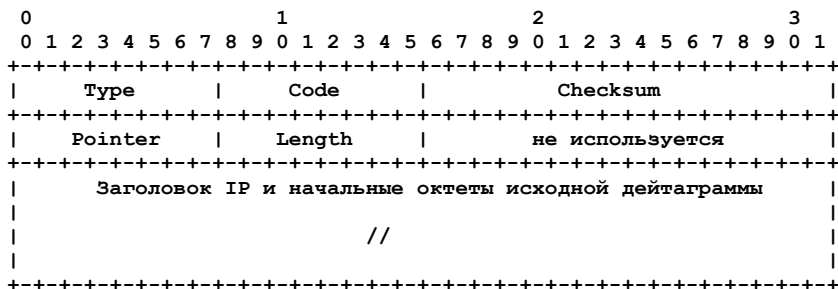 0                   1                   2                   3
 0 1 2 3 4 5 6 7 8 9 0 1 2 3 4 5 6 7 8 9 0 1 2 3 4 5 6 7 8 9 0 1
+-+-+-+-+-+-+-+-+-+-+-+-+-+-+-+-+-+-+-+-+-+-+-+-+-+-+-+-+-+-+-+-+
|     Type      |     Code      |          Checksum             |
+-+-+-+-+-+-+-+-+-+-+-+-+-+-+-+-+-+-+-+-+-+-+-+-+-+-+-+-+-+-+-+-+
|    Pointer    |    Length     |        не используется        |
+-+-+-+-+-+-+-+-+-+-+-+-+-+-+-+-+-+-+-+-+-+-+-+-+-+-+-+-+-+-+-+-+
|      Заголовок IP и начальные октеты исходной дейтаграммы     |
|                                                               |
|                           //                                  |
|                                                               |
+-+-+-+-+-+-+-+-+-+-+-+-+-+-+-+-+-+-+-+-+-+-+-+-+-+-+-+-+-+-+-+-+